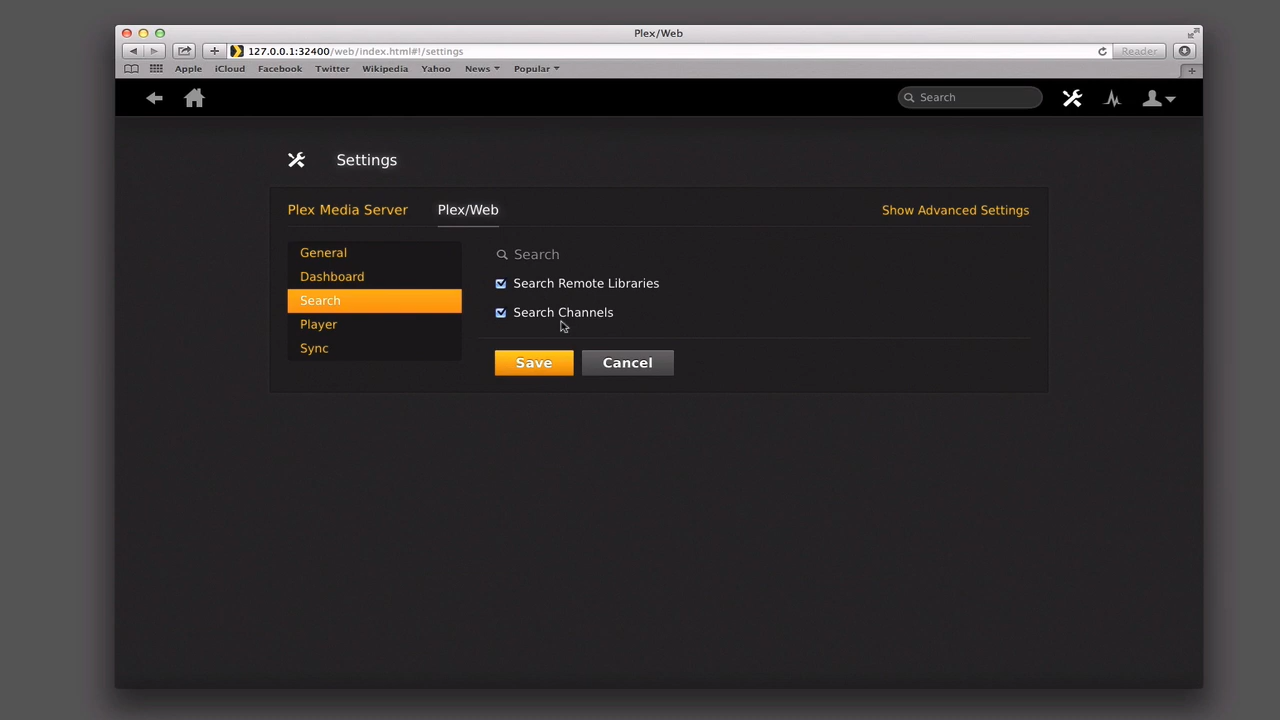 Plex/Web
127.0.0.1:32400/web/index.html#!/settings
Reader
Apple iCloud Facebook Twitter Wikipedia Yahoo News Popular
Search
Settings
Plex Media Server Plex/Web Show Advanced Settings
General
Dashboard
Search
Player
Sync
Search
Search Remote Libraries
Search Channels
Save Cancel